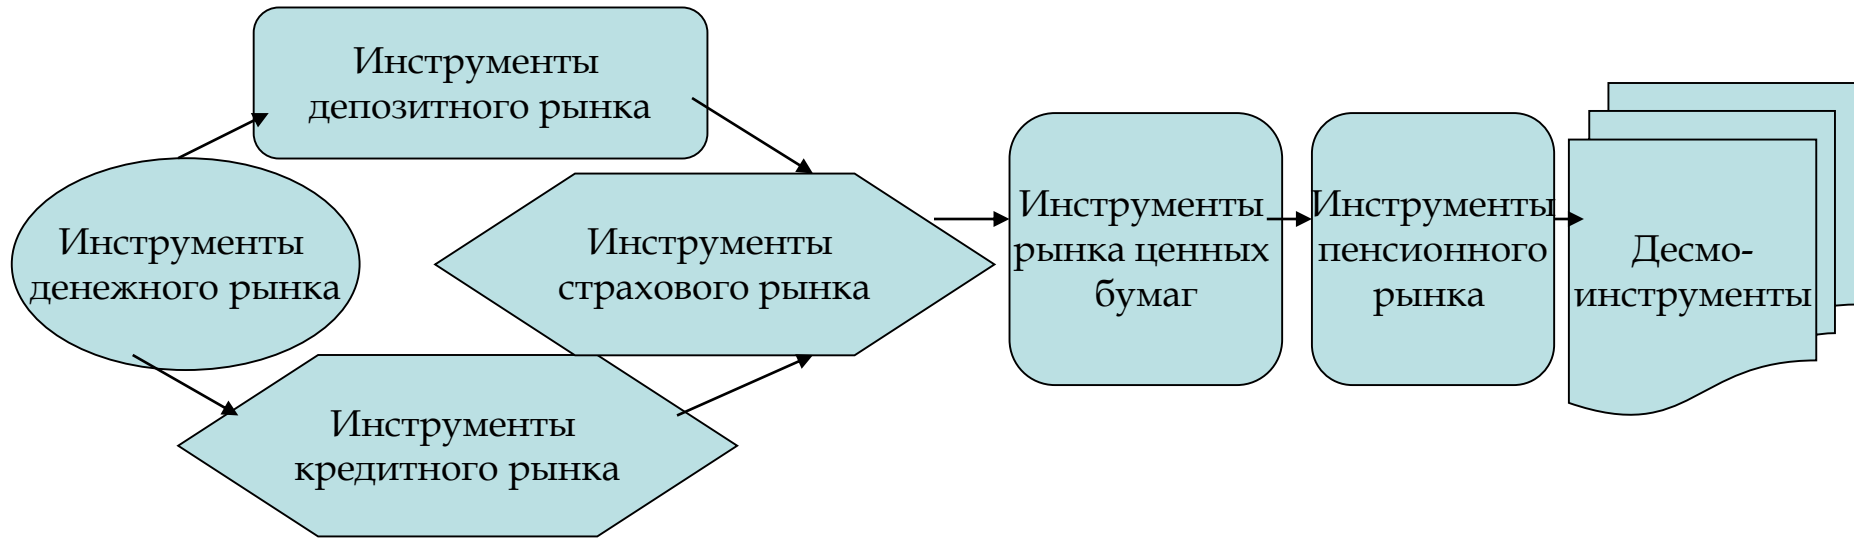 Инструменты
депозитного рынка
Инструменты
денежного рынка
Инструменты
страхового рынка
Инструменты
кредитного рынка
Инструменты
рынка ценных
бумаг
Инструменты
пенсионного
рынка
Десмо-
инструменты